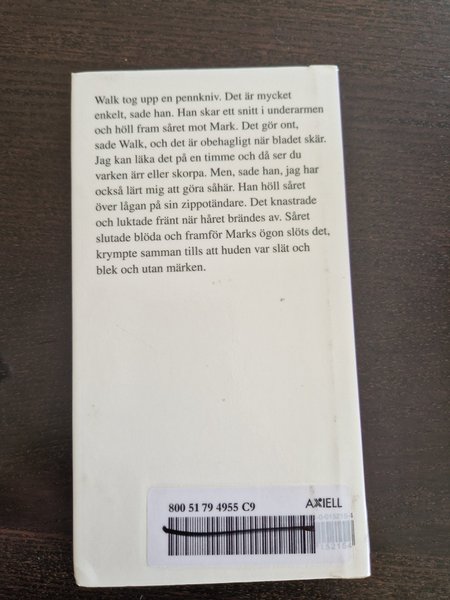 Walk tog upp en pennkniv. Det är mycket
enkelt, sade han. Han skar ett snitt i underarmen
och höll fram såret mot Mark. Det gör ont,
sade Walk, och det är obehagligt när bladet skär.
Jag kan läka det på en timme och då ser du
varken ärr eller skorpa. Men, sade han, jag har
också lärt mig att göra såhär. Han höll såret
över lågan på sin zippotändare. Det knastrade
och luktade fränt när håret brändes av. Såret
slutade blöda och framför Marks ögon slöts det,
krympte samman tills att huden var slät och
blek och utan märken.
800 51 79 4955 C9
AXIELL